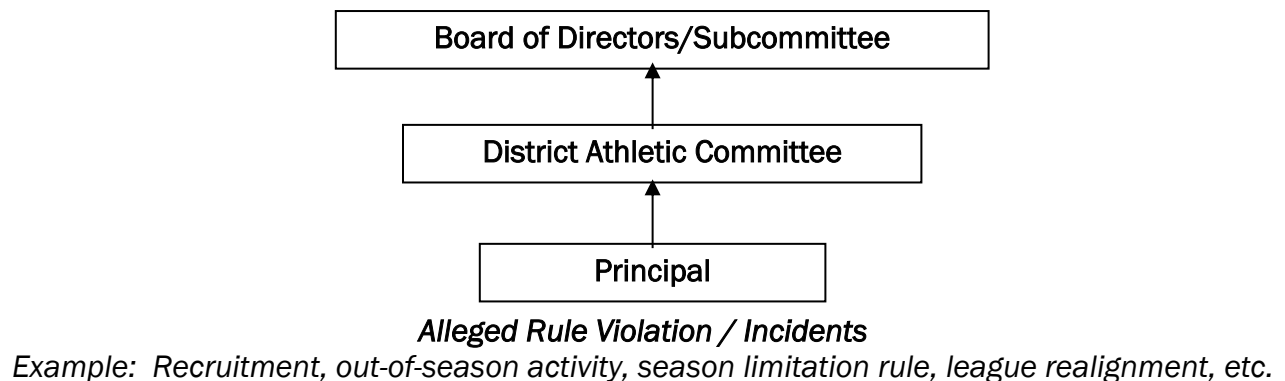 Board of Directors/Subcommittee
District Athletic Committee
Principal
Alleged Rule Violation / Incidents
Example: Recruitment, out-of-season activity, season limitation rule, league realignment, etc.